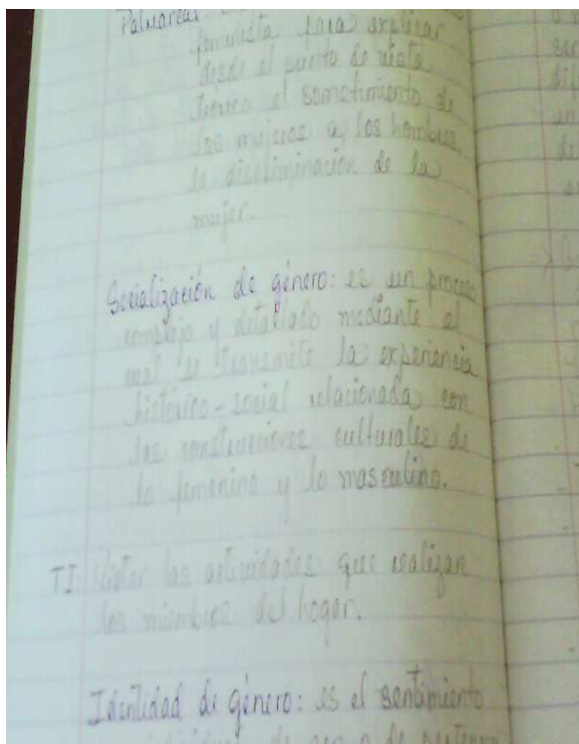 Patriarcal
feminista para explicar
desde el punto de vista
teórico el sometimiento de
las mujeres a los hombres
la discriminación de la
mujer.
Socialización de género: es un proceso
complejo y detallado mediante el
cual se transmite la experiencia
histórico-social relacionada con
las construcciones culturales de
lo femenino y lo masculino.
TI: Listar las actividades que realizan
los miembros del hogar.
Identidad de género: es el sentimiento
de ser o de